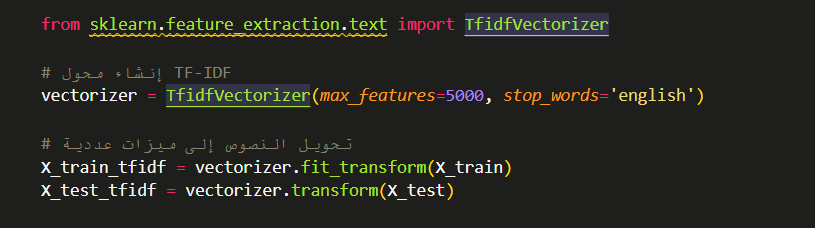 from sklearn.feature_extraction.text import TfidfVectorizer
# إنشاء محول TF-IDF
vectorizer = TfidfVectorizer(max_features=5000, stop_words='english')
# تحويل النصوص إلى ميزات عددية
X_train_tfidf = vectorizer.fit_transform(X_train)
X_test_tfidf = vectorizer.transform(X_test)